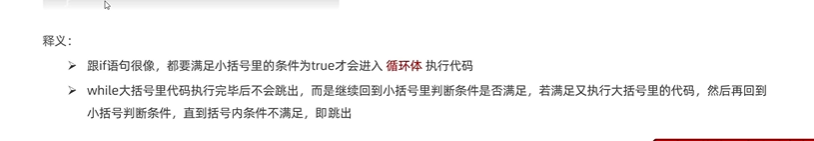 释义：
跟if语句很像，都要满足小括号里的条件为true才会进入 循环体 执行代码
while大括号里代码执行完毕后不会跳出，而是继续回到小括号里判断条件是否满足，若满足又执行大括号里的代码，然后再回到
小括号判断条件，直到括号内条件不满足，即跳出